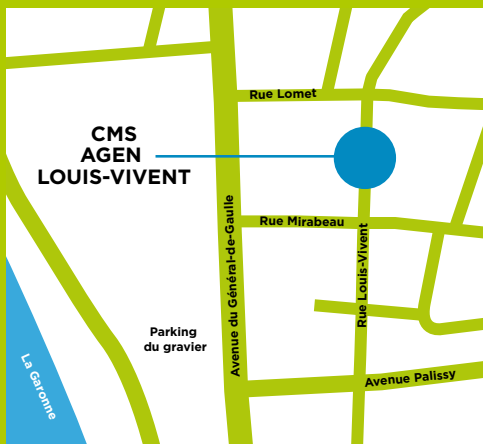 Rue Lomet
CMS
AGEN
LOUIS-VIVENT
Rue Mirabeau
Avenue du Général-de-Gaulle
Rue Louis-Vivent
Parking
du gravier
La Garonne
Avenue Palissy